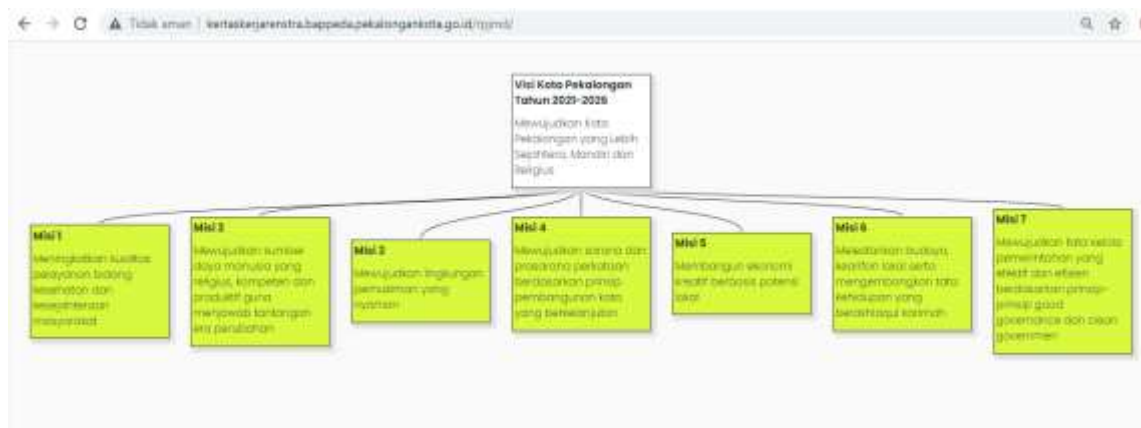 Tidak aman | kertaskerjarenstra.bappeda.pekalongankota.go.id/rpjmd/
Visi Kota Pekalongan
Tahun 2021-2026
Mewujudkan Kota
Pekalongan yang Lebih
Sejahtera, Mandiri dan
Religius
Misi 1
Meningkatkan kualitas
pelayanan bidang
kesehatan dan
kesejahteraan
masyarakat
Misi 3
Mewujudkan sumber
daya manusia yang
religius, kompeten dan
produktif guna
menjawab tantangan
era perubahan
Misi 2
Mewujudkan lingkungan
permukiman yang
nyaman
Misi 4
Mewujudkan sarana dan
prasarana perkotaan
berdasarkan prinsip
pembangunan kota
yang berkelanjutan
Misi 5
Membangun ekonomi
kreatif berbasis potensi
lokal
Misi 6
Melestarikan budaya,
kearifan lokal serta
mengembangkan tata
kehidupan yang
berakhlaqul karimah
Misi 7
Mewujudkan tata kelola
pemerintahan yang
efektif dan efisien
berdasarkan prinsip-
prinsip good
governance dan clean
government